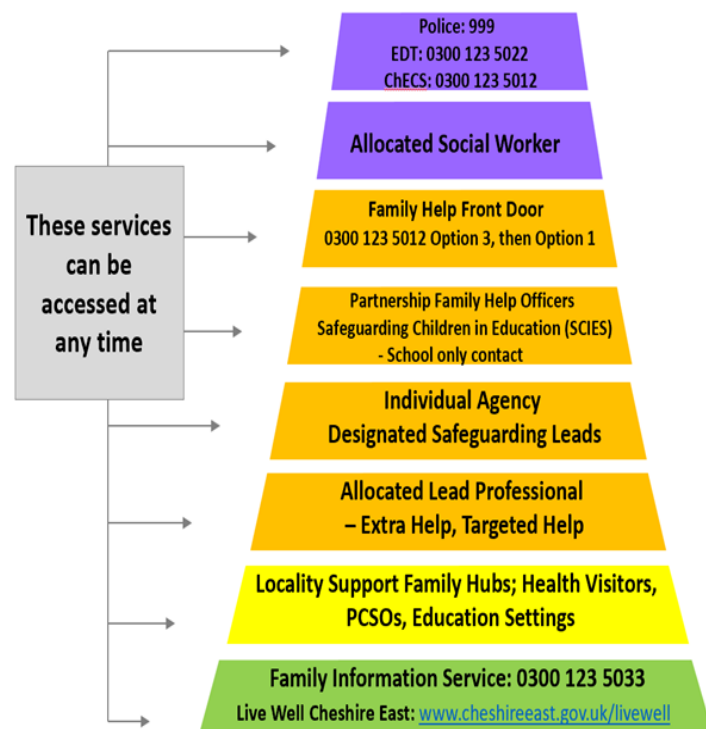 Police: 999
EDT: 0300 123 5022
ChECS: 0300 123 5012
Allocated Social Worker
These services
can be
accessed at
any time
Family Help Front Door
0300 123 5012 Option 3, then Option 1
Partnership Family Help Officers
Safeguarding Children in Education (SCIES)
- School only contact
Individual Agency
Designated Safeguarding Leads
Allocated Lead Professional
– Extra Help, Targeted Help
Locality Support Family Hubs; Health Visitors,
PCSOs, Education Settings
Family Information Service: 0300 123 5033
Live Well Cheshire East: www.cheshireeast.gov.uk/livewell